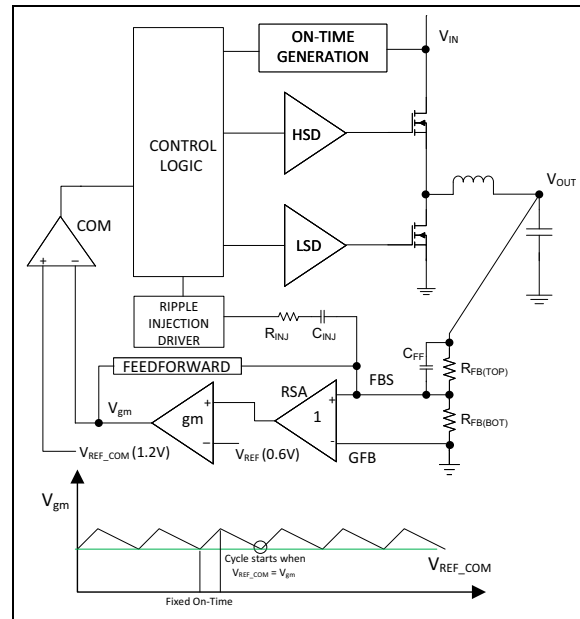 ON-TIME
GENERATION
V_IN
HSD
CONTROL
LOGIC
V_OUT
COM
LSD
+
−
RIPPLE
INJECTION
DRIVER
R_INJ
C_INJ
C_FF
R_FB(TOP)
FEEDFORWARD
FBS
RSA
V_gm
gm
+
−
1
+
-
R_FB(BOT)
V_REF_COM (1.2V)
V_REF (0.6V)
GFB
V_gm
Cycle starts when
V_REF_COM = V_gm
V_REF_COM
Fixed On-Time